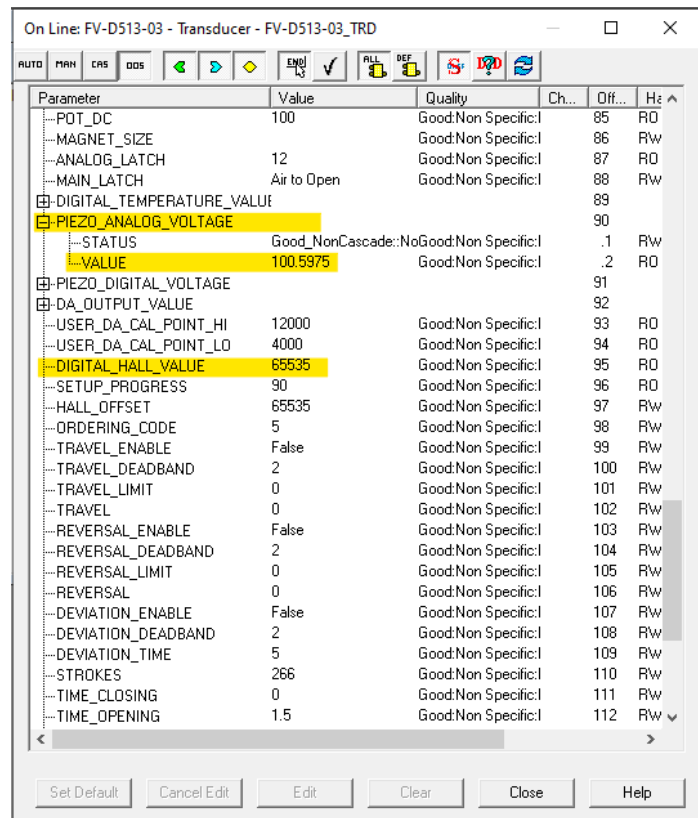 On Line: FV-D513-03 - Transducer - FV-D513-03_TRD
AUTO MAN CAS OOS END ALL DEF
Parameter Value Quality Ch... Off... Ha
POT_DC 100 Good:Non Specific:I 85 RO
MAGNET_SIZE Good:Non Specific:I 86 RW
ANALOG_LATCH 12 Good:Non Specific:I 87 RO
MAIN_LATCH Air to Open Good:Non Specific:I 88 RW
DIGITAL_TEMPERATURE_VALUE 89
PIEZO_ANALOG_VOLTAGE 90
STATUS Good_NonCascade::No Good:Non Specific:I .1 RW
VALUE 100.5975 Good:Non Specific:I .2 RO
PIEZO_DIGITAL_VOLTAGE 91
DA_OUTPUT_VALUE 92
USER_DA_CAL_POINT_HI 12000 Good:Non Specific:I 93 RO
USER_DA_CAL_POINT_LO 4000 Good:Non Specific:I 94 RO
DIGITAL_HALL_VALUE 65535 Good:Non Specific:I 95 RO
SETUP_PROGRESS 90 Good:Non Specific:I 96 RO
HALL_OFFSET 65535 Good:Non Specific:I 97 RW
ORDERING_CODE 5 Good:Non Specific:I 98 RW
TRAVEL_ENABLE False Good:Non Specific:I 99 RW
TRAVEL_DEADBAND 2 Good:Non Specific:I 100 RW
TRAVEL_LIMIT 0 Good:Non Specific:I 101 RW
TRAVEL 0 Good:Non Specific:I 102 RW
REVERSAL_ENABLE False Good:Non Specific:I 103 RW
REVERSAL_DEADBAND 2 Good:Non Specific:I 104 RW
REVERSAL_LIMIT 0 Good:Non Specific:I 105 RW
REVERSAL 0 Good:Non Specific:I 106 RW
DEVIATION_ENABLE False Good:Non Specific:I 107 RW
DEVIATION_DEADBAND 2 Good:Non Specific:I 108 RW
DEVIATION_TIME 5 Good:Non Specific:I 109 RW
STROKES 266 Good:Non Specific:I 110 RW
TIME_CLOSING 0 Good:Non Specific:I 111 RW
TIME_OPENING 1.5 Good:Non Specific:I 112 RW
Set Default Cancel Edit Edit Clear Close Help